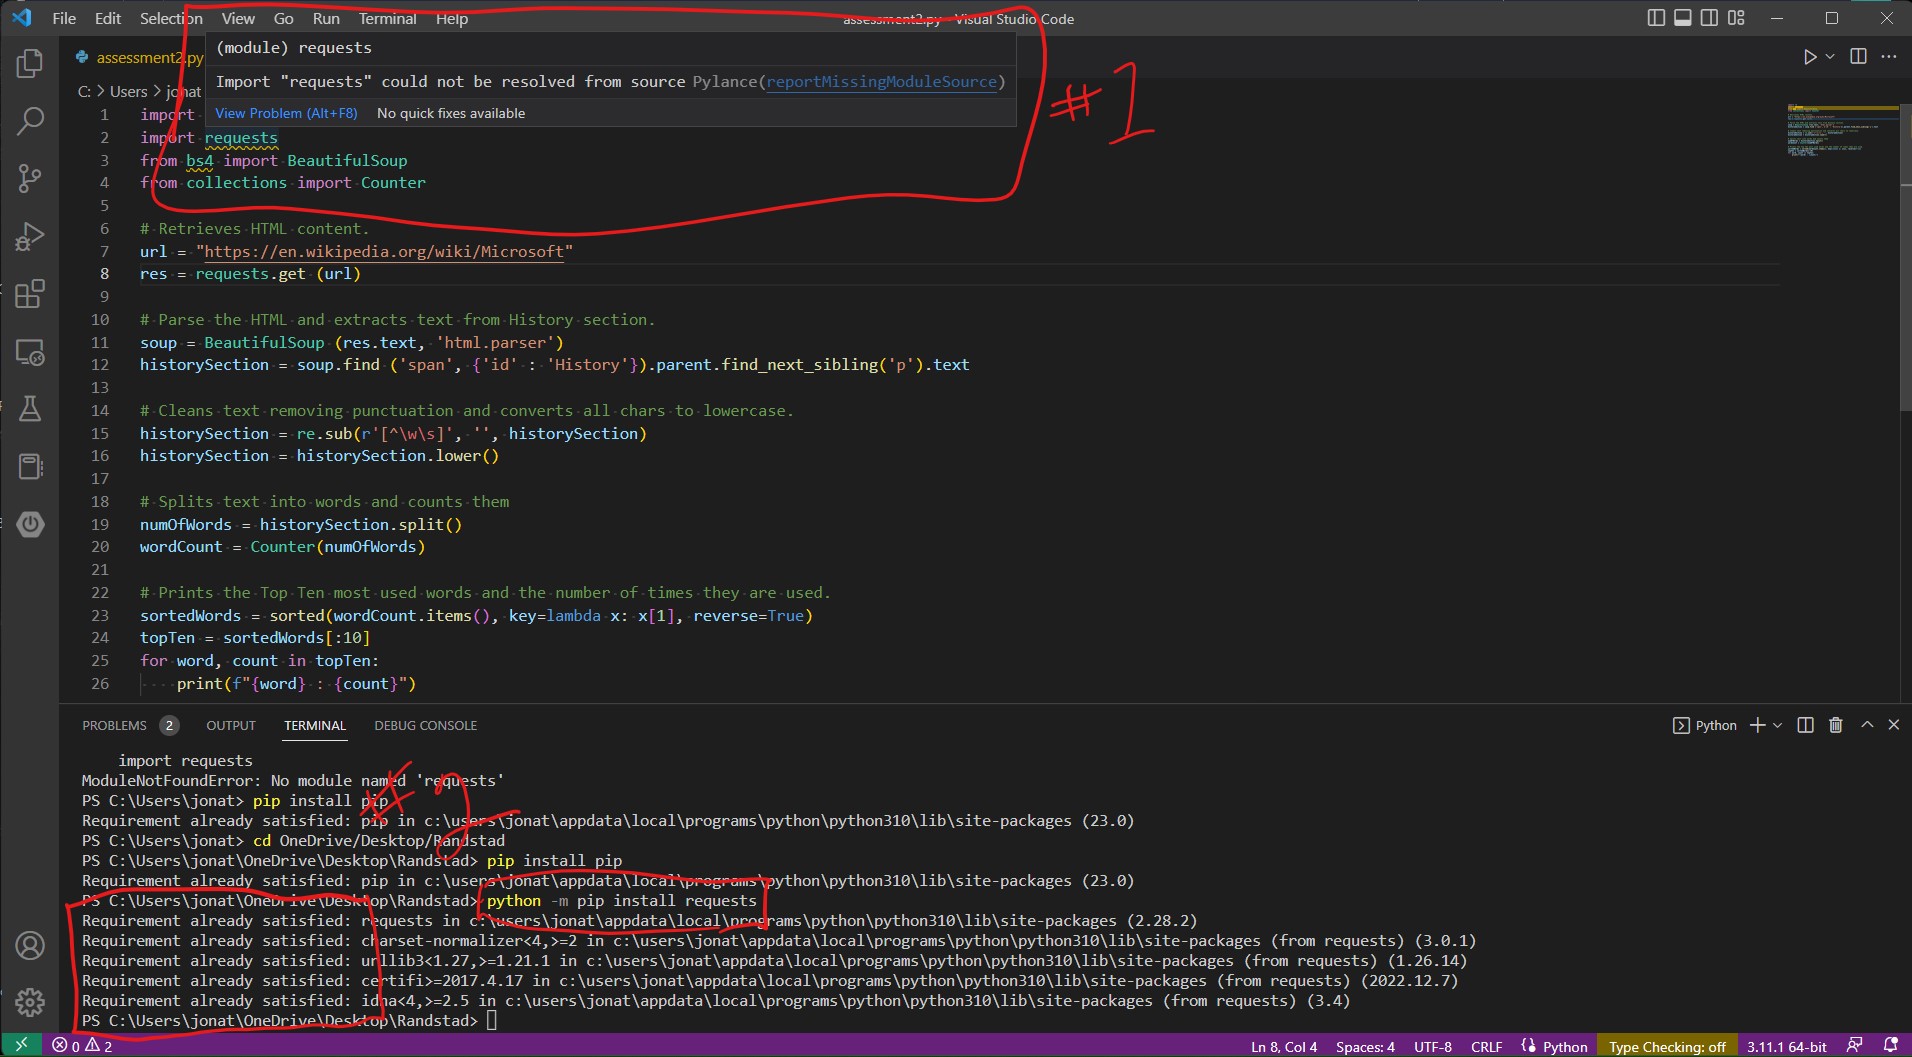 File Edit Selection View Go Run Terminal Help
assessment2.py - Visual Studio Code
(module) requests
assessment2.py
Import "requests" could not be resolved from source Pylance(reportMissingModuleSource)
C: > Users > jonat
View Problem (Alt+F8) No quick fixes available
#1
1 import
2 import requests
3 from bs4 import BeautifulSoup
4 from collections import Counter
5
6 # Retrieves HTML content.
7 url = "https://en.wikipedia.org/wiki/Microsoft"
8 res = requests.get (url)
9
10 # Parse the HTML and extracts text from History section.
11 soup = BeautifulSoup (res.text, 'html.parser')
12 historySection = soup.find ('span', {'id' : 'History'}).parent.find_next_sibling('p').text
13
14 # Cleans text removing punctuation and converts all chars to lowercase.
15 historySection = re.sub(r'[^\w\s]', '', historySection)
16 historySection = historySection.lower()
17
18 # Splits text into words and counts them
19 numOfWords = historySection.split()
20 wordCount = Counter(numOfWords)
21
22 # Prints the Top Ten most used words and the number of times they are used.
23 sortedWords = sorted(wordCount.items(), key=lambda x: x[1], reverse=True)
24 topTen = sortedWords[:10]
25 for word, count in topTen:
26 print(f"{word} : {count}")
PROBLEMS 2 OUTPUT TERMINAL DEBUG CONSOLE Python
import requests
ModuleNotFoundError: No module named 'requests'
#2
PS C:\Users\jonat> pip install pip
Requirement already satisfied: pip in c:\users\jonat\appdata\local\programs\python\python310\lib\site-packages (23.0)
PS C:\Users\jonat> cd OneDrive/Desktop/Randstad
PS C:\Users\jonat\OneDrive\Desktop\Randstad> pip install pip
Requirement already satisfied: pip in c:\users\jonat\appdata\local\programs\python\python310\lib\site-packages (23.0)
PS C:\Users\jonat\OneDrive\Desktop\Randstad> python -m pip install requests
Requirement already satisfied: requests in c:\users\jonat\appdata\local\programs\python\python310\lib\site-packages (2.28.2)
Requirement already satisfied: charset-normalizer<4,>=2 in c:\users\jonat\appdata\local\programs\python\python310\lib\site-packages (from requests) (3.0.1)
Requirement already satisfied: urllib3<1.27,>=1.21.1 in c:\users\jonat\appdata\local\programs\python\python310\lib\site-packages (from requests) (1.26.14)
Requirement already satisfied: certifi>=2017.4.17 in c:\users\jonat\appdata\local\programs\python\python310\lib\site-packages (from requests) (2022.12.7)
Requirement already satisfied: idna<4,>=2.5 in c:\users\jonat\appdata\local\programs\python\python310\lib\site-packages (from requests) (3.4)
PS C:\Users\jonat\OneDrive\Desktop\Randstad>
0 2 Ln 8, Col 4 Spaces: 4 UTF-8 CRLF Python Type Checking: off 3.11.1 64-bit